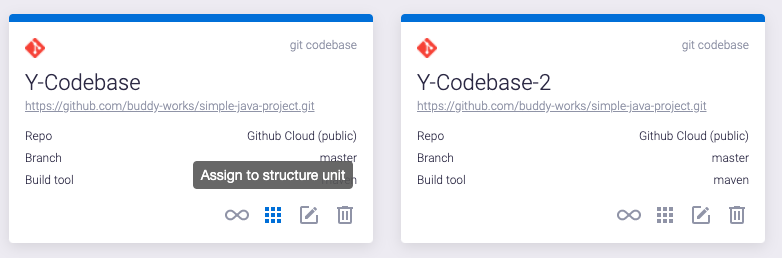 git codebase
Y-Codebase
https://github.com/buddy-works/simple-java-project.git
Repo Github Cloud (public)
Branch master
Assign to structure unit
Build tool maven
git codebase
Y-Codebase-2
https://github.com/buddy-works/simple-java-project.git
Repo Github Cloud (public)
Branch master
Build tool maven